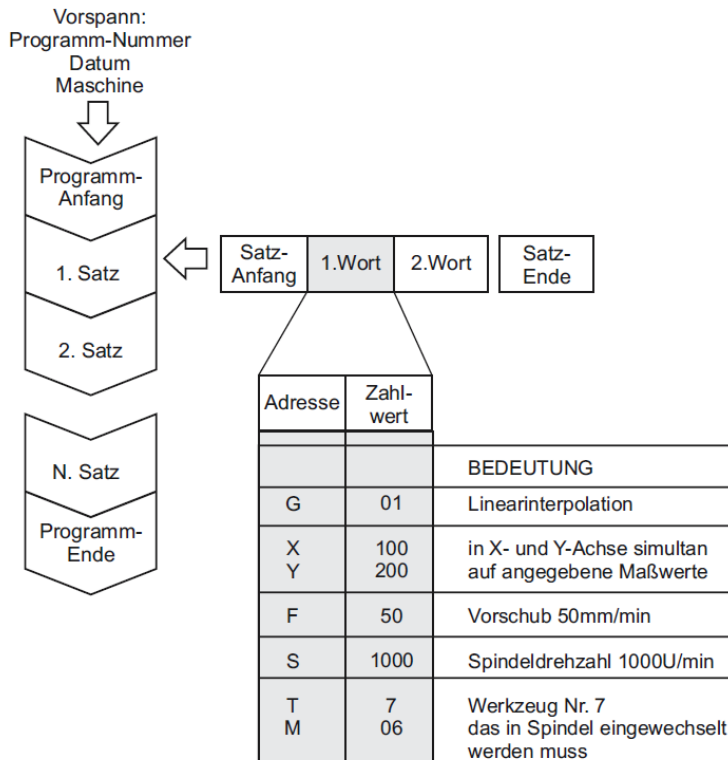 Vorspann:
Programm-Nummer
Datum
Maschine
Programm-
Anfang
1. Satz
2. Satz
N. Satz
Programm-
Ende
Satz-
Anfang
1.Wort
2.Wort
Satz-
Ende
Adresse
Zahl-
wert
BEDEUTUNG
G 01 Linearinterpolation
X 100 in X- und Y-Achse simultan
Y 200 auf angegebene Maßwerte
F 50 Vorschub 50mm/min
S 1000 Spindeldrehzahl 1000U/min
T 7 Werkzeug Nr. 7
M 06 das in Spindel eingewechselt
werden muss